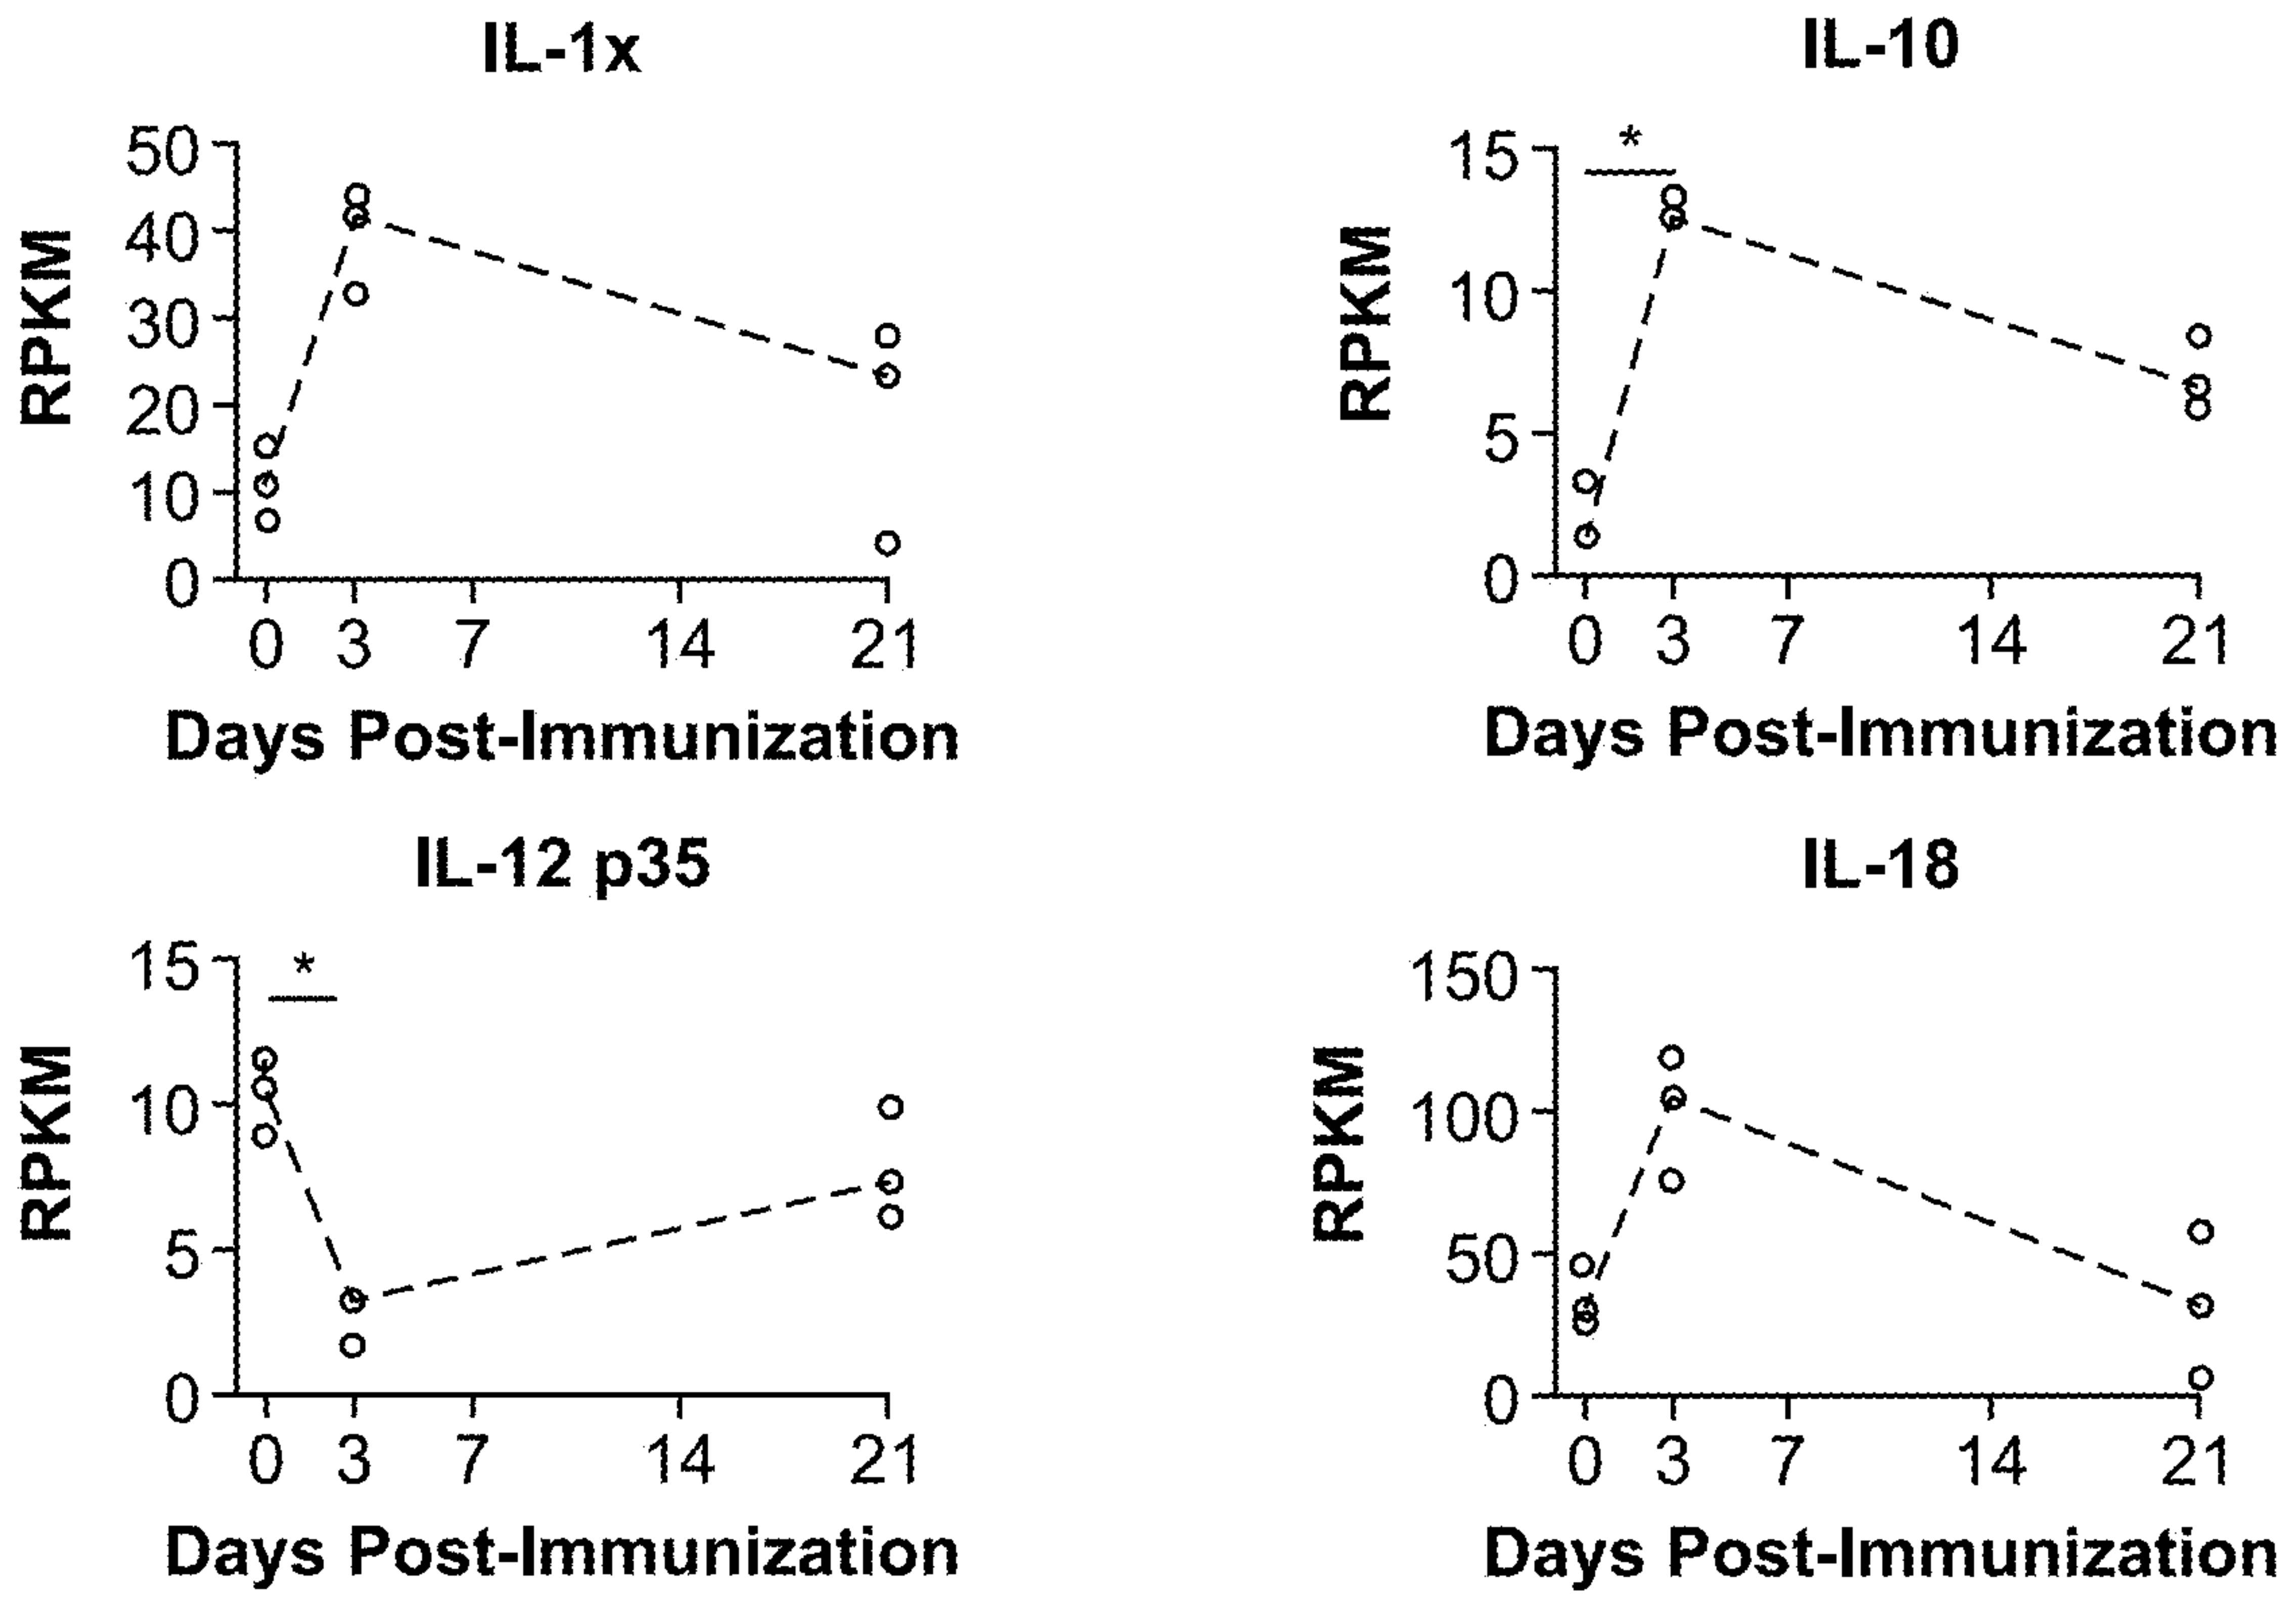 IL-1x
RPKM
50
40
30
20
10
0
0 3 7 14 21
Days Post-Immunization
IL-10
RPKM
*
15
10
5
0
0 3 7 14 21
Days Post-Immunization
IL-12 p35
RPKM
*
15
10
5
0
0 3 7 14 21
Days Post-Immunization
IL-18
RPKM
150
100
50
0
0 3 7 14 21
Days Post-Immunization